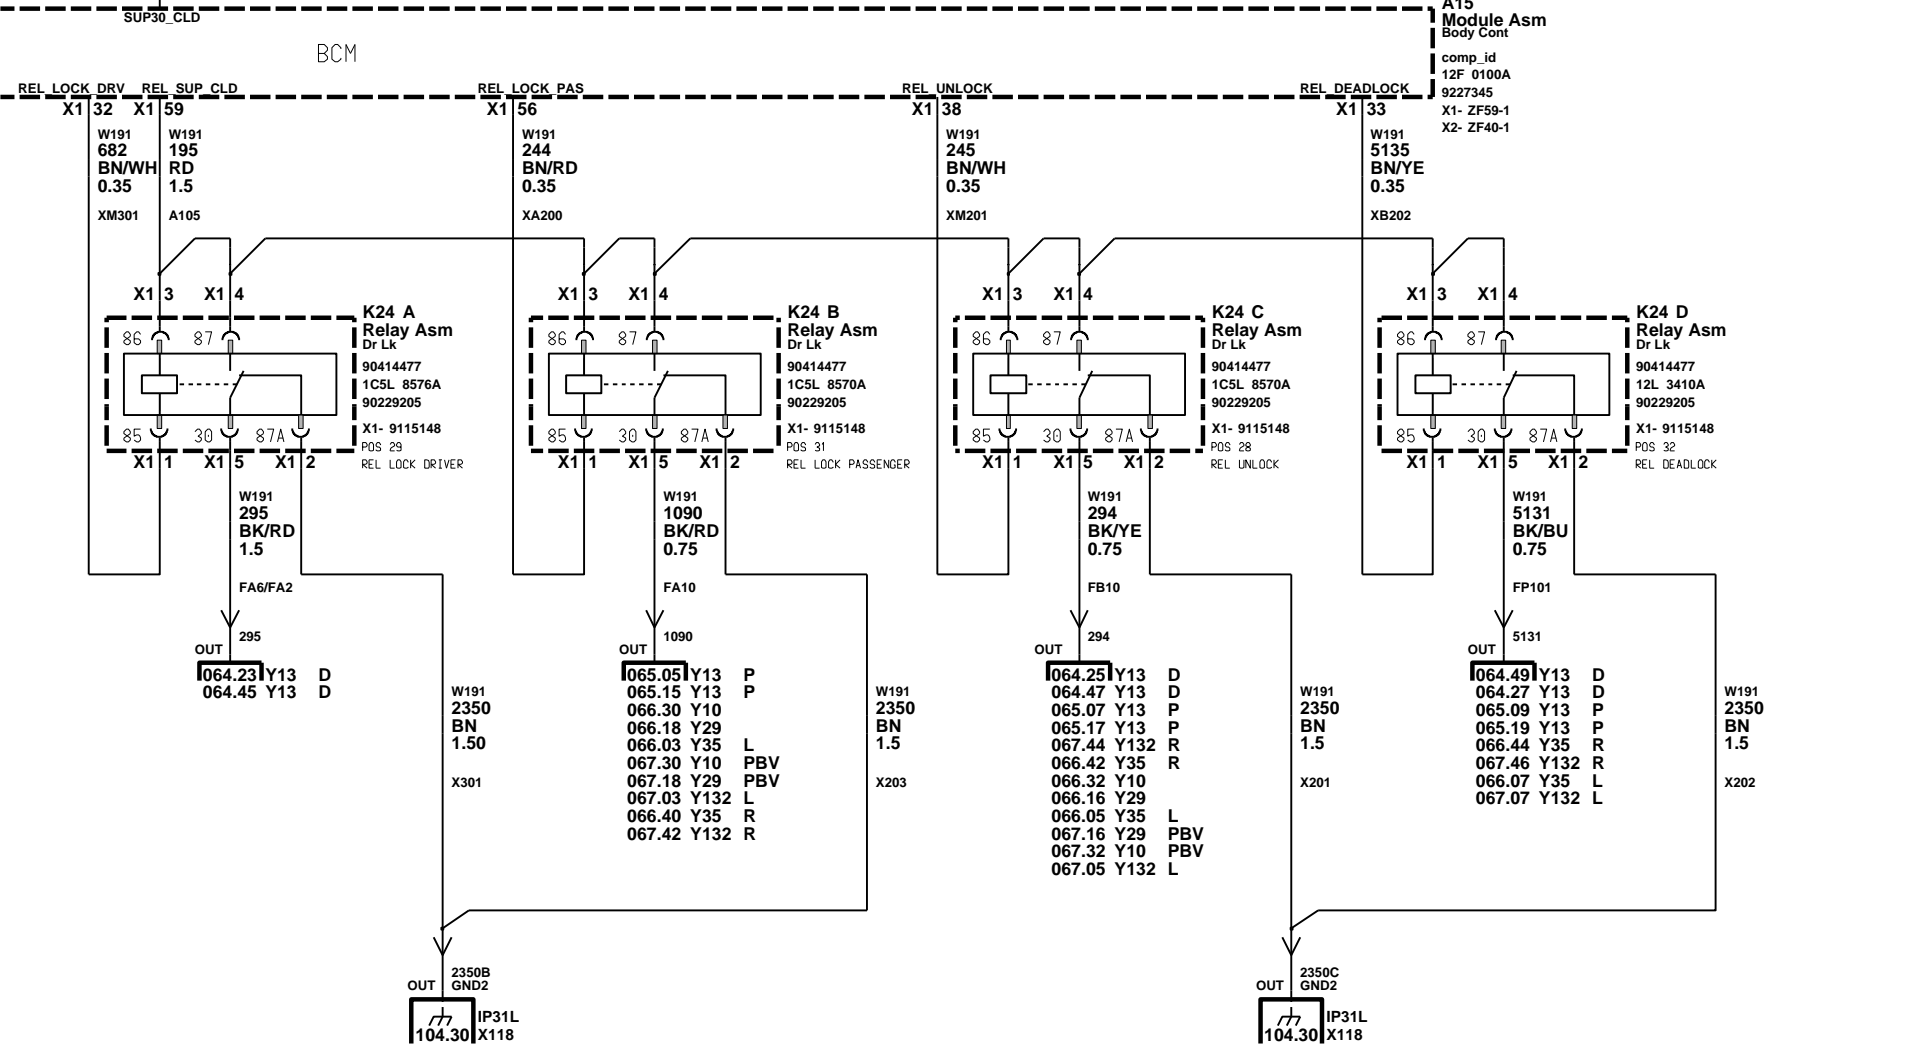 SUP30_CLD
BCM
A15
Module Asm
Body Cont
comp_id
12F 0100A
9227345
X1- ZF59-1
X2- ZF40-1
REL_LOCK_DRV REL_SUP_CLD REL_LOCK_PAS REL_UNLOCK REL_DEADLOCK
X1 32 X1 59 X1 56 X1 38 X1 33
W191 W191 W191 W191 W191
682 195 244 245 5135
BN/WH RD BN/RD BN/WH BN/YE
0.35 1.5 0.35 0.35 0.35
XM301 A105 XA200 XM201 XB202
X1 3 X1 4 X1 3 X1 4 X1 3 X1 4 X1 3 X1 4
86 87
85 30 87A
X1 1 X1 5 X1 2
K24 A
Relay Asm
Dr Lk
90414477
1C5L 8576A
90229205
X1- 9115148
POS 29
REL LOCK DRIVER
86 87
85 30 87A
X1 1 X1 5 X1 2
K24 B
Relay Asm
Dr Lk
90414477
1C5L 8570A
90229205
X1- 9115148
POS 31
REL LOCK PASSENGER
86 87
85 30 87A
X1 1 X1 5 X1 2
K24 C
Relay Asm
Dr Lk
90414477
1C5L 8570A
90229205
X1- 9115148
POS 28
REL UNLOCK
86 87
85 30 87A
X1 1 X1 5 X1 2
K24 D
Relay Asm
Dr Lk
90414477
12L 3410A
90229205
X1- 9115148
POS 32
REL DEADLOCK
W191
295
BK/RD
1.5
FA6/FA2
295
OUT
064.23 Y13 D
064.45 Y13 D
W191
2350
BN
1.50
X301
W191
1090
BK/RD
0.75
FA10
1090
OUT
065.05 Y13 P
065.15 Y13 P
066.30 Y10
066.18 Y29
066.03 Y35 L
067.30 Y10 PBV
067.18 Y29 PBV
067.03 Y132 L
066.40 Y35 R
067.42 Y132 R
W191
2350
BN
1.5
X203
W191
294
BK/YE
0.75
FB10
294
OUT
064.25 Y13 D
064.47 Y13 D
065.07 Y13 P
065.17 Y13 P
067.44 Y132 R
066.42 Y35 R
066.32 Y10
066.16 Y29
066.05 Y35 L
067.16 Y29 PBV
067.32 Y10 PBV
067.05 Y132 L
W191
2350
BN
1.5
X201
W191
5131
BK/BU
0.75
FP101
5131
OUT
064.49 Y13 D
064.27 Y13 D
065.09 Y13 P
065.19 Y13 P
066.44 Y35 R
067.46 Y132 R
066.07 Y35 L
067.07 Y132 L
W191
2350
BN
1.5
X202
2350B
OUT GND2
IP31L
104.30 X118
2350C
OUT GND2
IP31L
104.30 X118